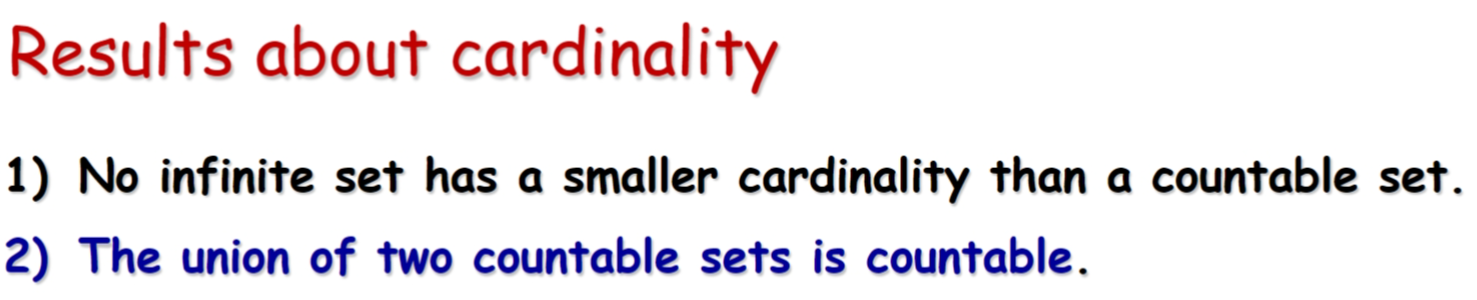 Results about cardinality
1) No infinite set has a smaller cardinality than a countable set.
2) The union of two countable sets is countable.